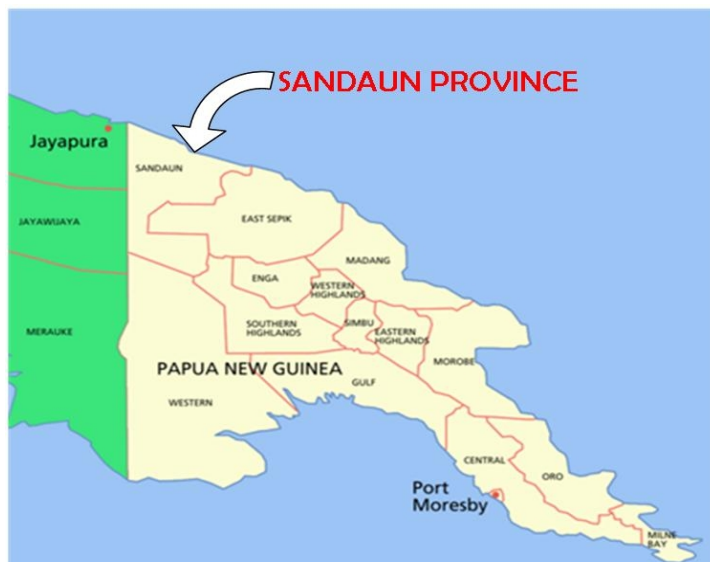 SANDAUN PROVINCE
Jayapura
SANDAUN
JAYAWIJAYA
EAST SEPIK
MADANG
ENGA
WESTERN
HIGHLANDS
MERAUKE
SOUTHERN
HIGHLANDS
SIMBU
EASTERN
HIGHLANDS
MOROBE
PAPUA NEW GUINEA
GULF
WESTERN
CENTRAL
ORO
Port
Moresby
MILNE
BAY